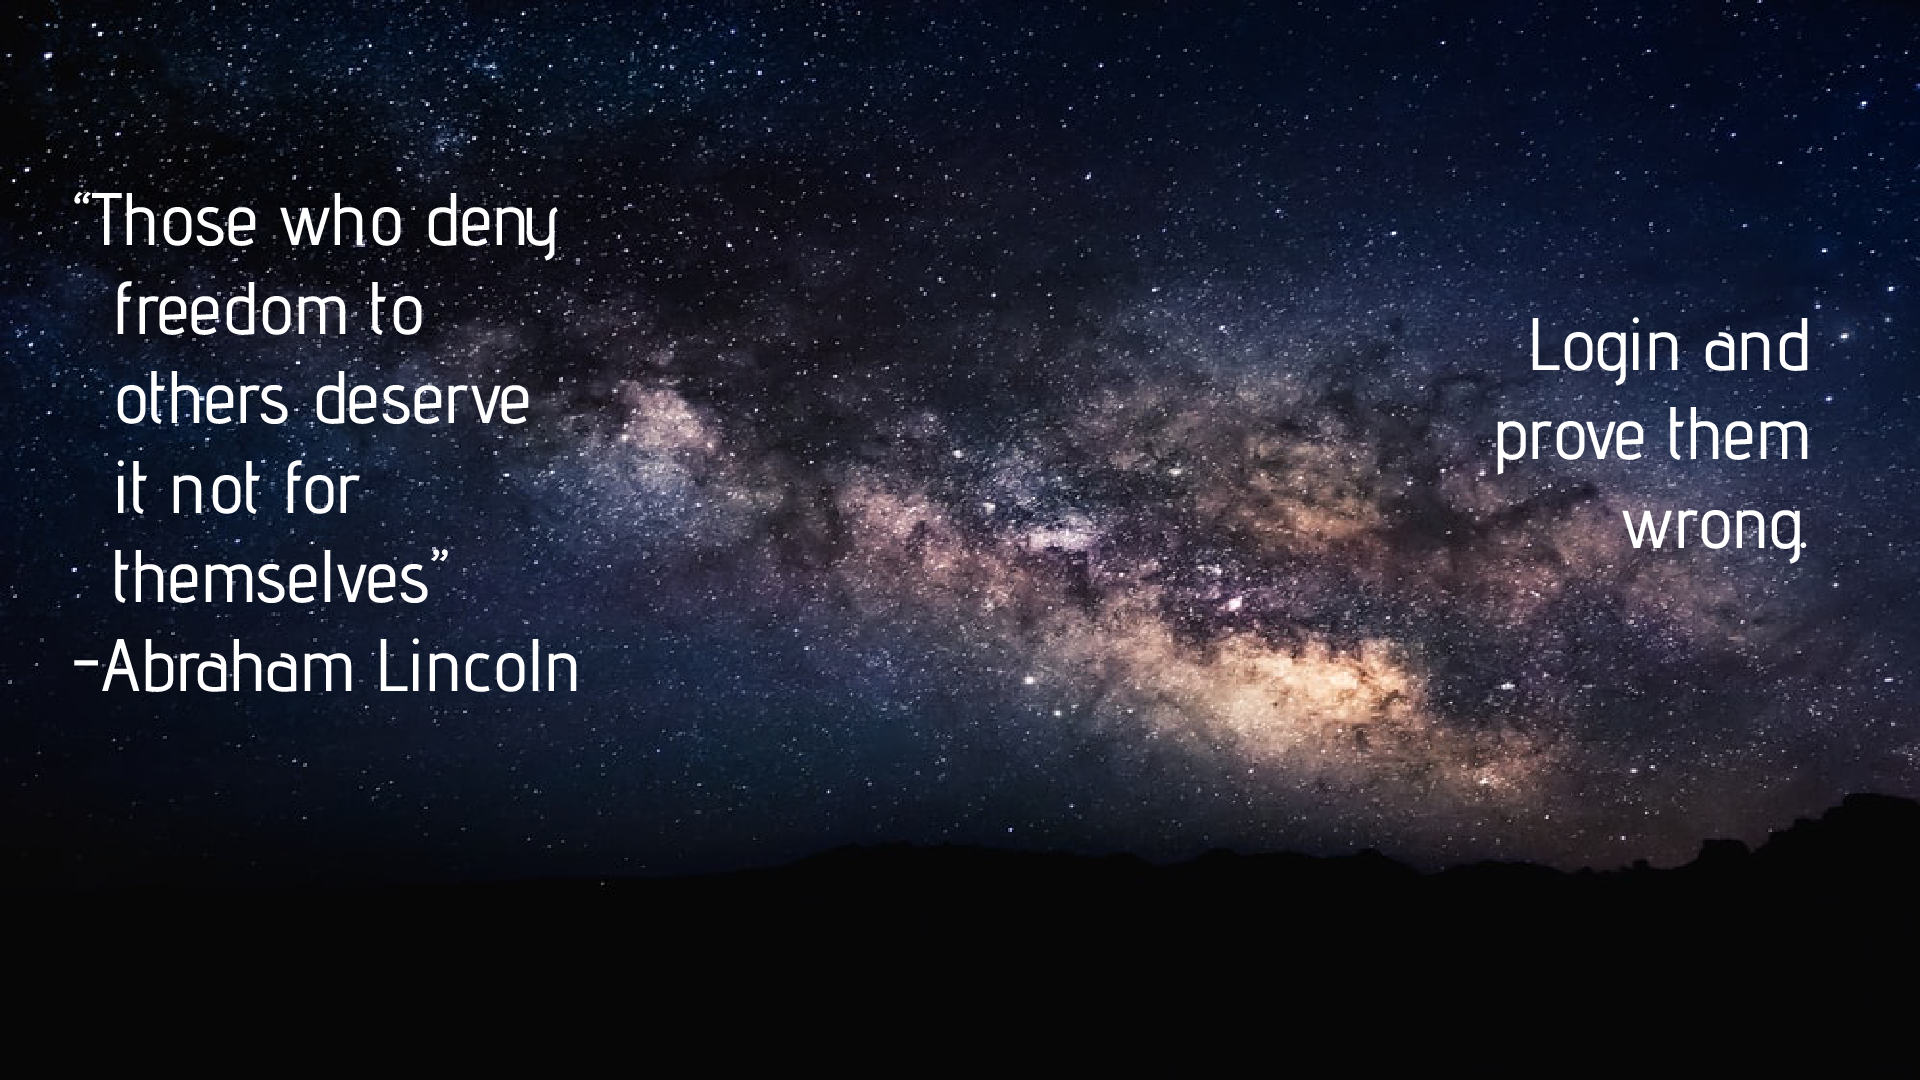 “Those who deny
freedom to
others deserve
it not for
themselves”
-Abraham Lincoln
Login and
prove them
wrong.